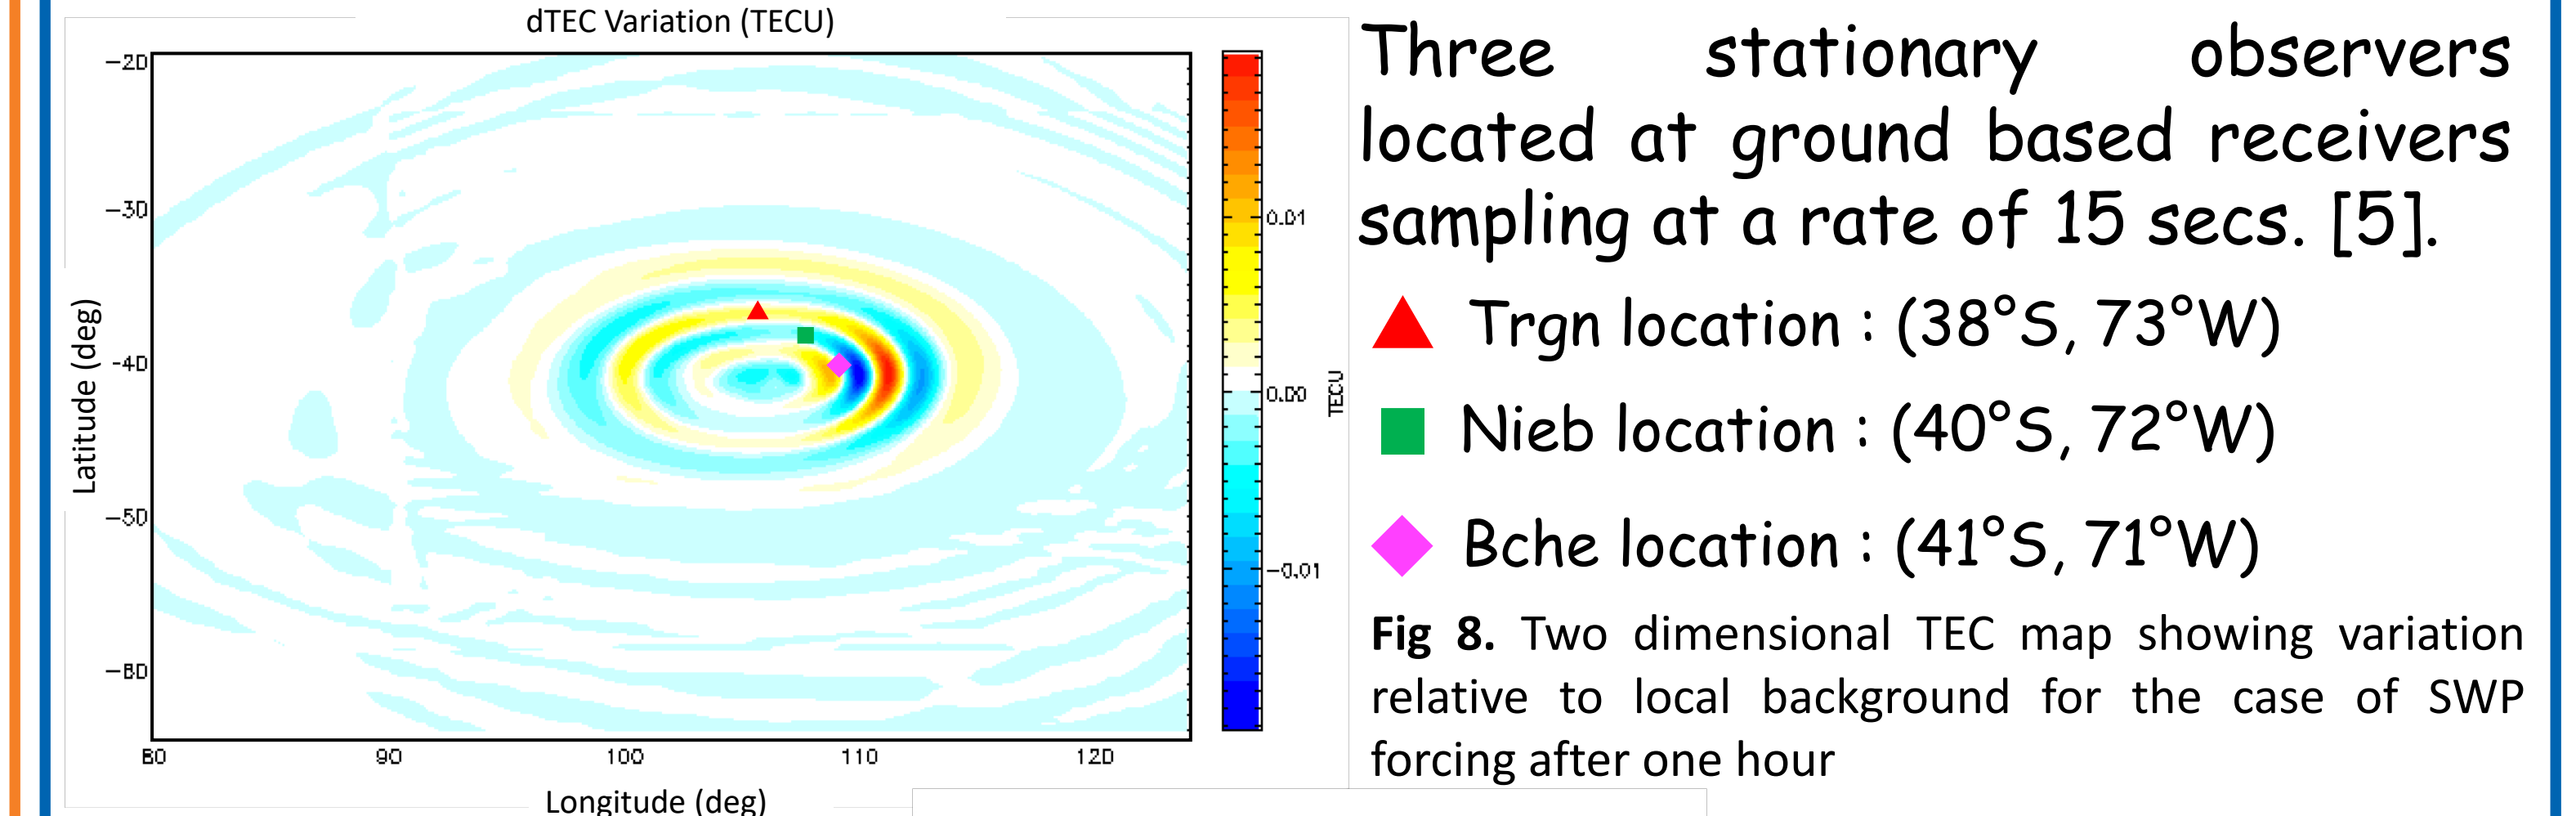 dTEC Variation (TECU)
Three stationary observers
located at ground based receivers
sampling at a rate of 15 secs. [5].
Trgn location : (38°S, 73°W)
Nieb location : (40°S, 72°W)
Bche location : (41°S, 71°W)
Fig 8. Two dimensional TEC map showing variation
relative to local background for the case of SWP
forcing after one hour
Latitude (deg)
−20
−30
-40
−50
−60
80 90 100 110 120
Longitude (deg)
0.01
0.00
−0.01
TECU